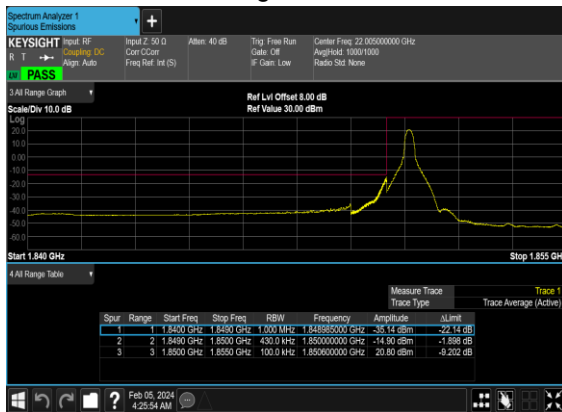 Spectrum Analyzer 1
Spurious Emissions
KEYSIGHT Input: RF Input Z: 50 Ω Atten: 40 dB Trig: Free Run Center Freq: 22.005000000 GHz
R T Coupling: DC Corr CCorr Gate: Off Avg|Hold: 1000/1000
Align: Auto Freq Ref: Int (S) IF Gain: Low Radio Std: None
LW PASS
3 All Range Graph
Ref Lvl Offset 8.00 dB
Scale/Div 10.0 dB Ref Value 30.00 dBm
Log
20.0
10.0
0.00
-10.0
-20.0
-30.0
-40.0
-50.0
-60.0
Start 1.840 GHz Stop 1.855 GH
4 All Range Table
Measure Trace Trace 1
Trace Type Trace Average (Active)
Spur Range Start Freq Stop Freq RBW Frequency Amplitude ΔLimit
1 1 1.8400 GHz 1.8490 GHz 1.000 MHz 1.848985000 GHz -35.14 dBm -22.14 dB
2 2 1.8490 GHz 1.8500 GHz 430.0 kHz 1.850000000 GHz -14.90 dBm -1.898 dB
3 3 1.8500 GHz 1.8550 GHz 100.0 kHz 1.850600000 GHz 20.80 dBm -9.202 dB
Feb 05, 2024
4:25:54 AM